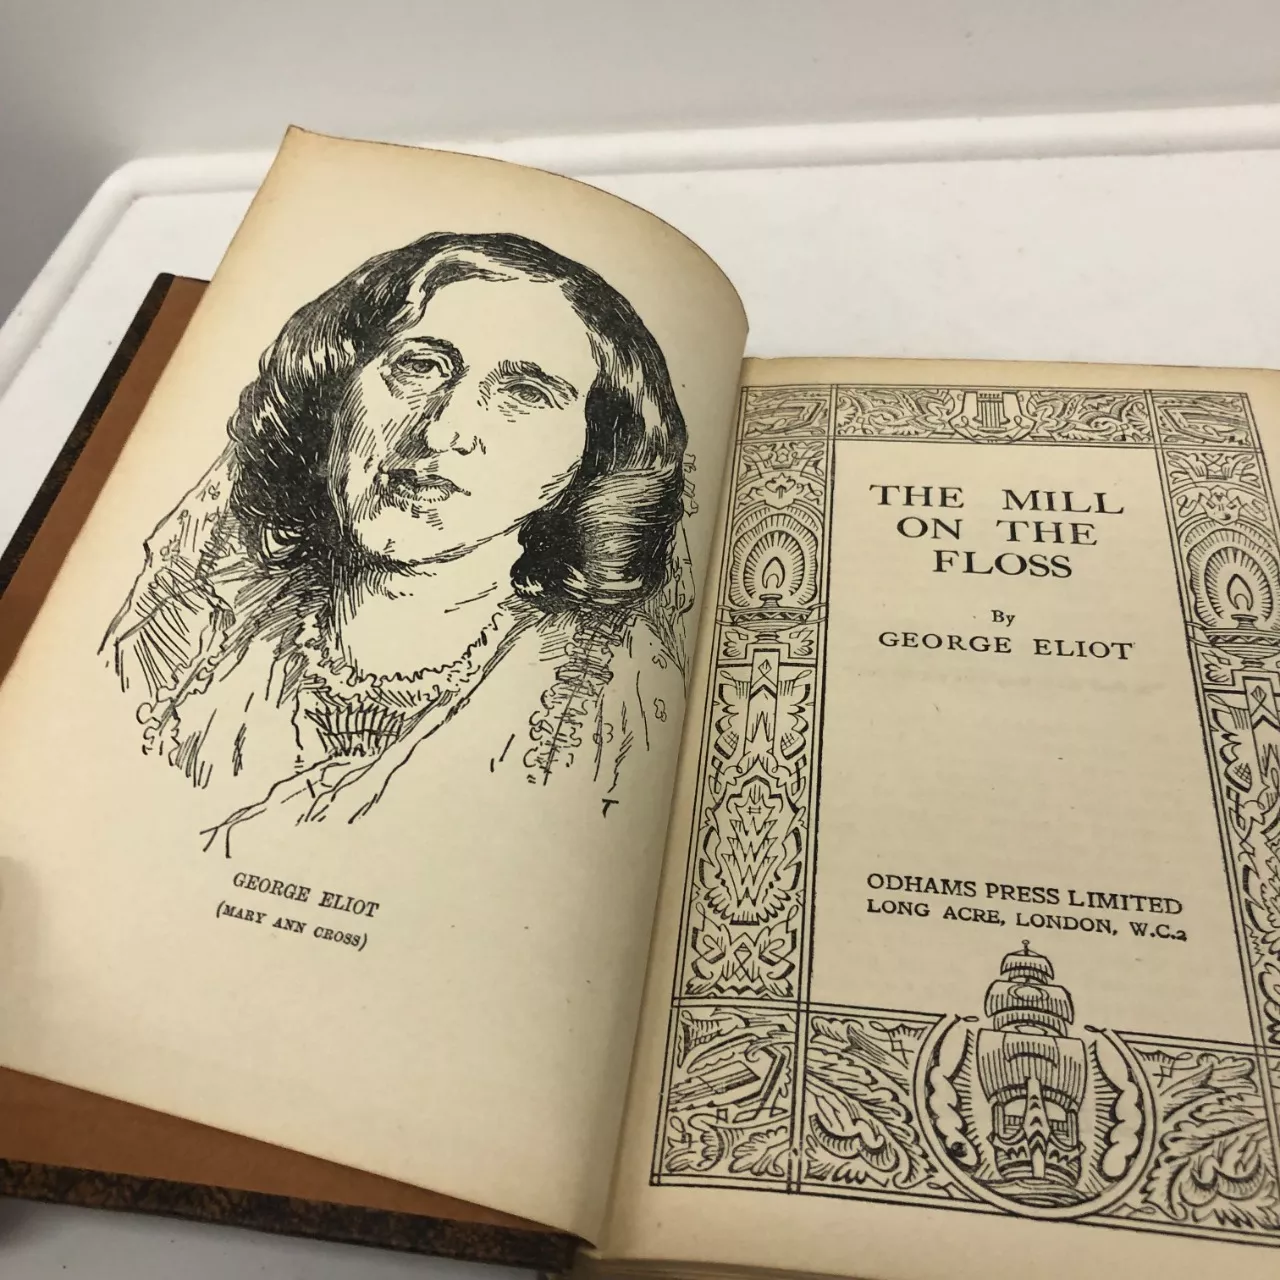 GEORGE ELIOT
(MARY ANN CROSS)
THE MILL
ON THE
FLOSS
By
GEORGE ELIOT
ODHAMS PRESS LIMITED
LONG ACRE, LONDON, W.C.2